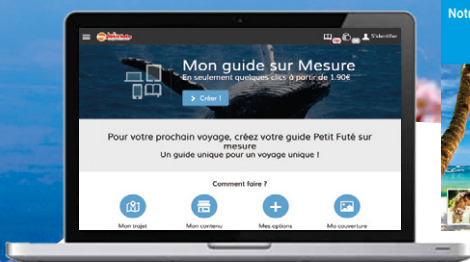 Notr
S'identifier
Mon guide sur Mesure
En seulement quelques clics à partir de 1.90€
> Créer !
Pour votre prochain voyage, créez votre guide Petit Futé sur
mesure
Un guide unique pour un voyage unique !
Comment faire ?
Mon trajet
Mon contenu
Mes options
Ma couverture